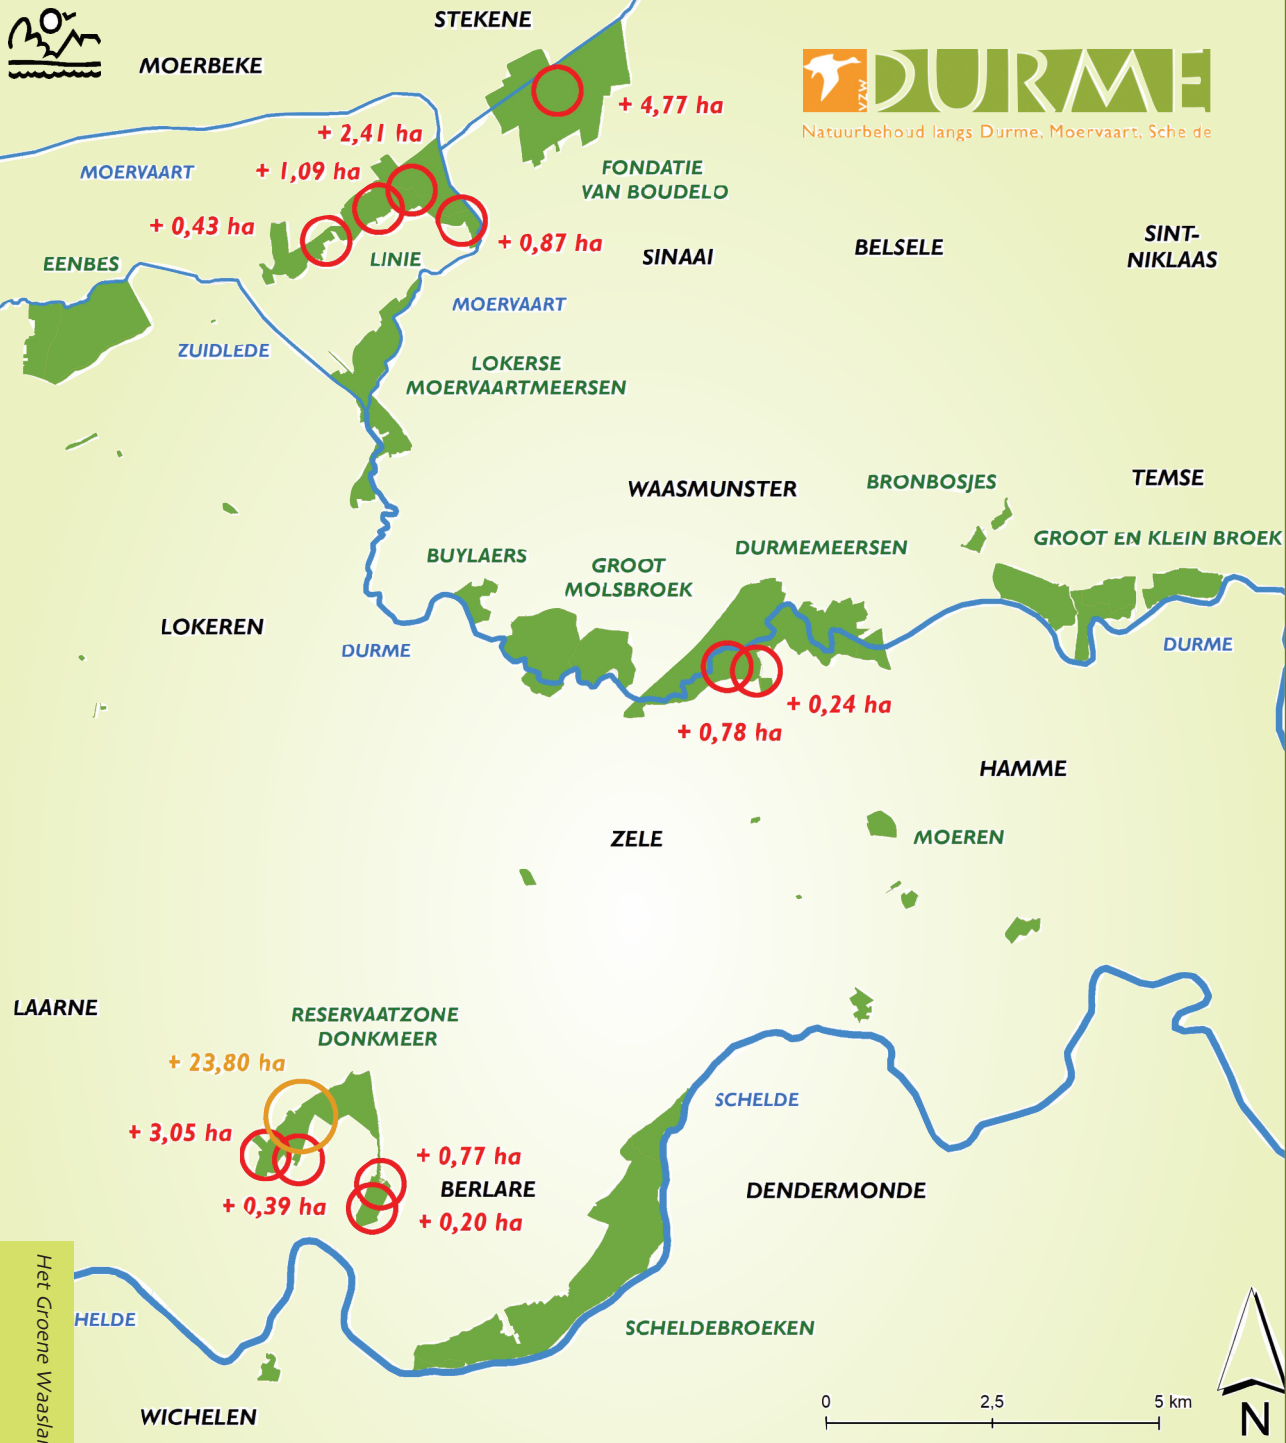 STEKENE
MOERBEKE
VZW
DURME
Natuurbehoud langs Durme, Moervaart, Schelde
+ 4,77 ha
+ 2,41 ha
MOERVAART
+ 1,09 ha
FONDATIE
VAN BOUDELO
+ 0,43 ha
+ 0,87 ha
EENBES
LINIE
SINAAI
BELSELE
SINT-
NIKLAAS
MOERVAART
ZUIDLEDE
LOKERSE
MOERVAARTMEERSEN
WAASMUNSTER
BRONBOSJES
TEMSE
GROOT EN KLEIN BROEK
BUYLAERS
GROOT
MOLSBROEK
DURMEMEERSEN
LOKEREN
DURME
DURME
+ 0,24 ha
+ 0,78 ha
HAMME
ZELE
MOEREN
LAARNE
RESERVAATZONE
DONKMEER
+ 23,80 ha
SCHELDE
+ 3,05 ha
+ 0,77 ha
BERLARE
DENDERMONDE
+ 0,39 ha
+ 0,20 ha
Het Groene Waaslan
HELDE
SCHELDEBROEKEN
WICHELEN
0 2,5 5 km
N